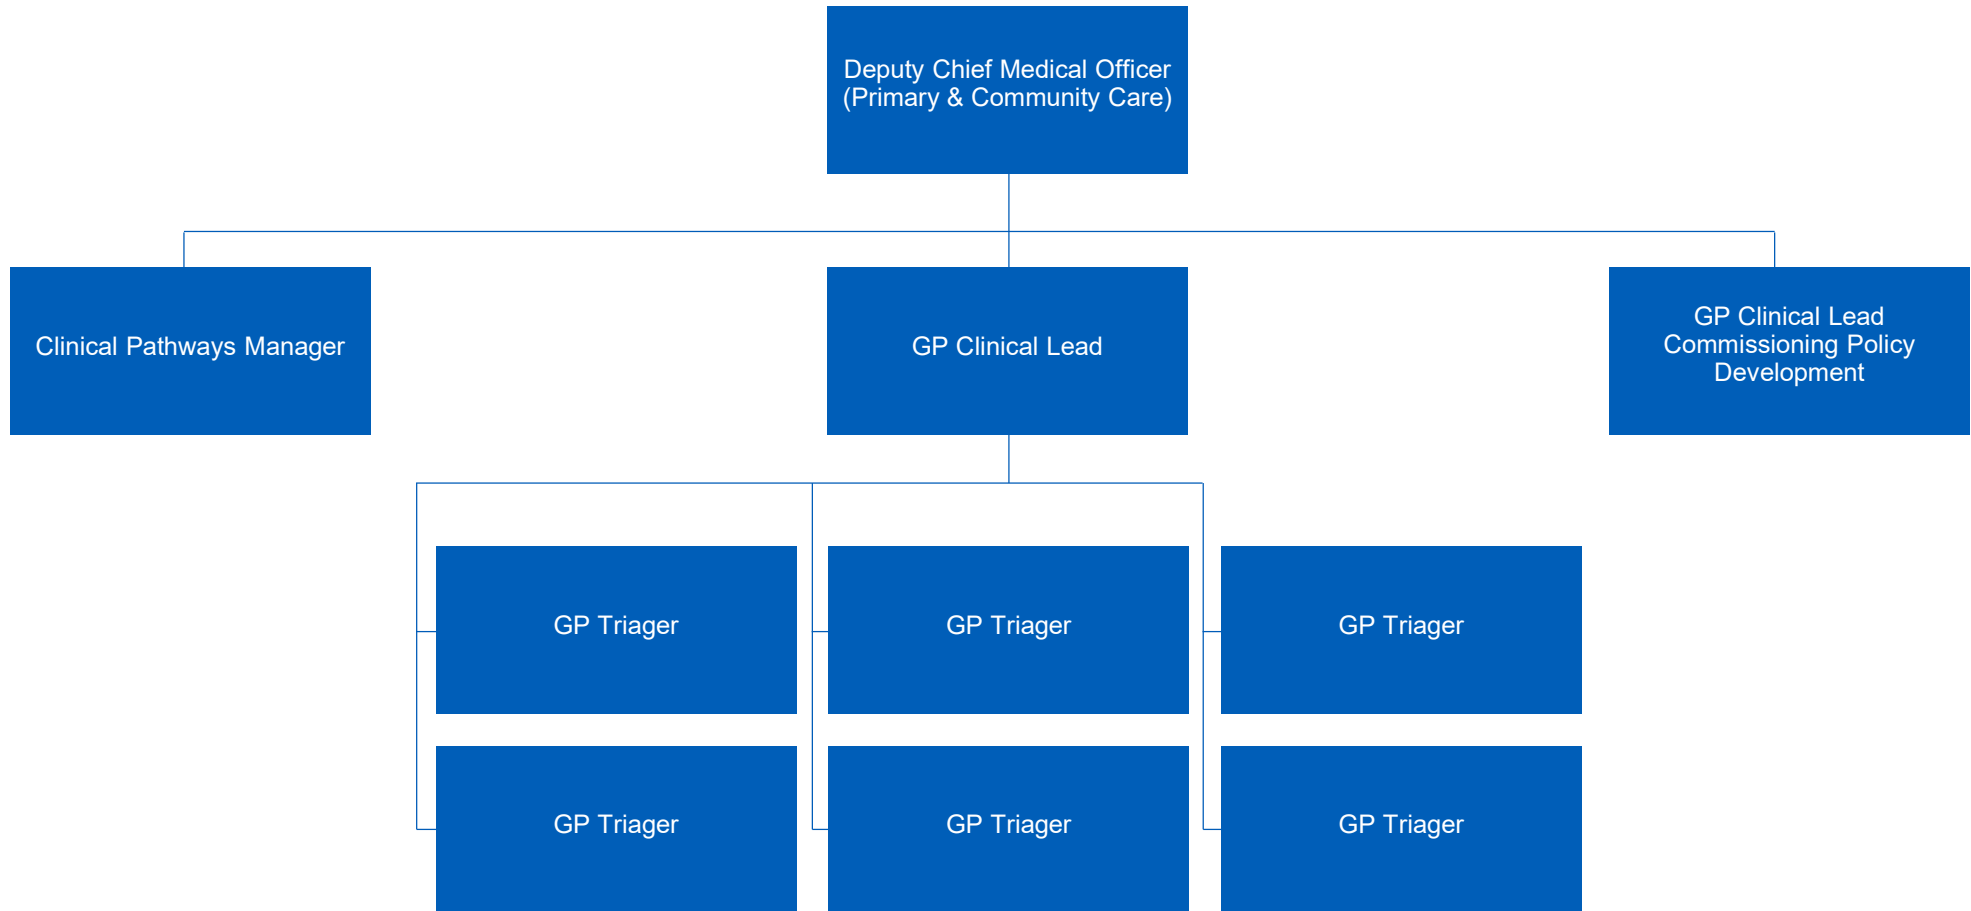 Deputy Chief Medical Officer
(Primary & Community Care)
Clinical Pathways Manager
GP Clinical Lead
GP Clinical Lead
Commissioning Policy
Development
GP Triager
GP Triager
GP Triager
GP Triager
GP Triager
GP Triager